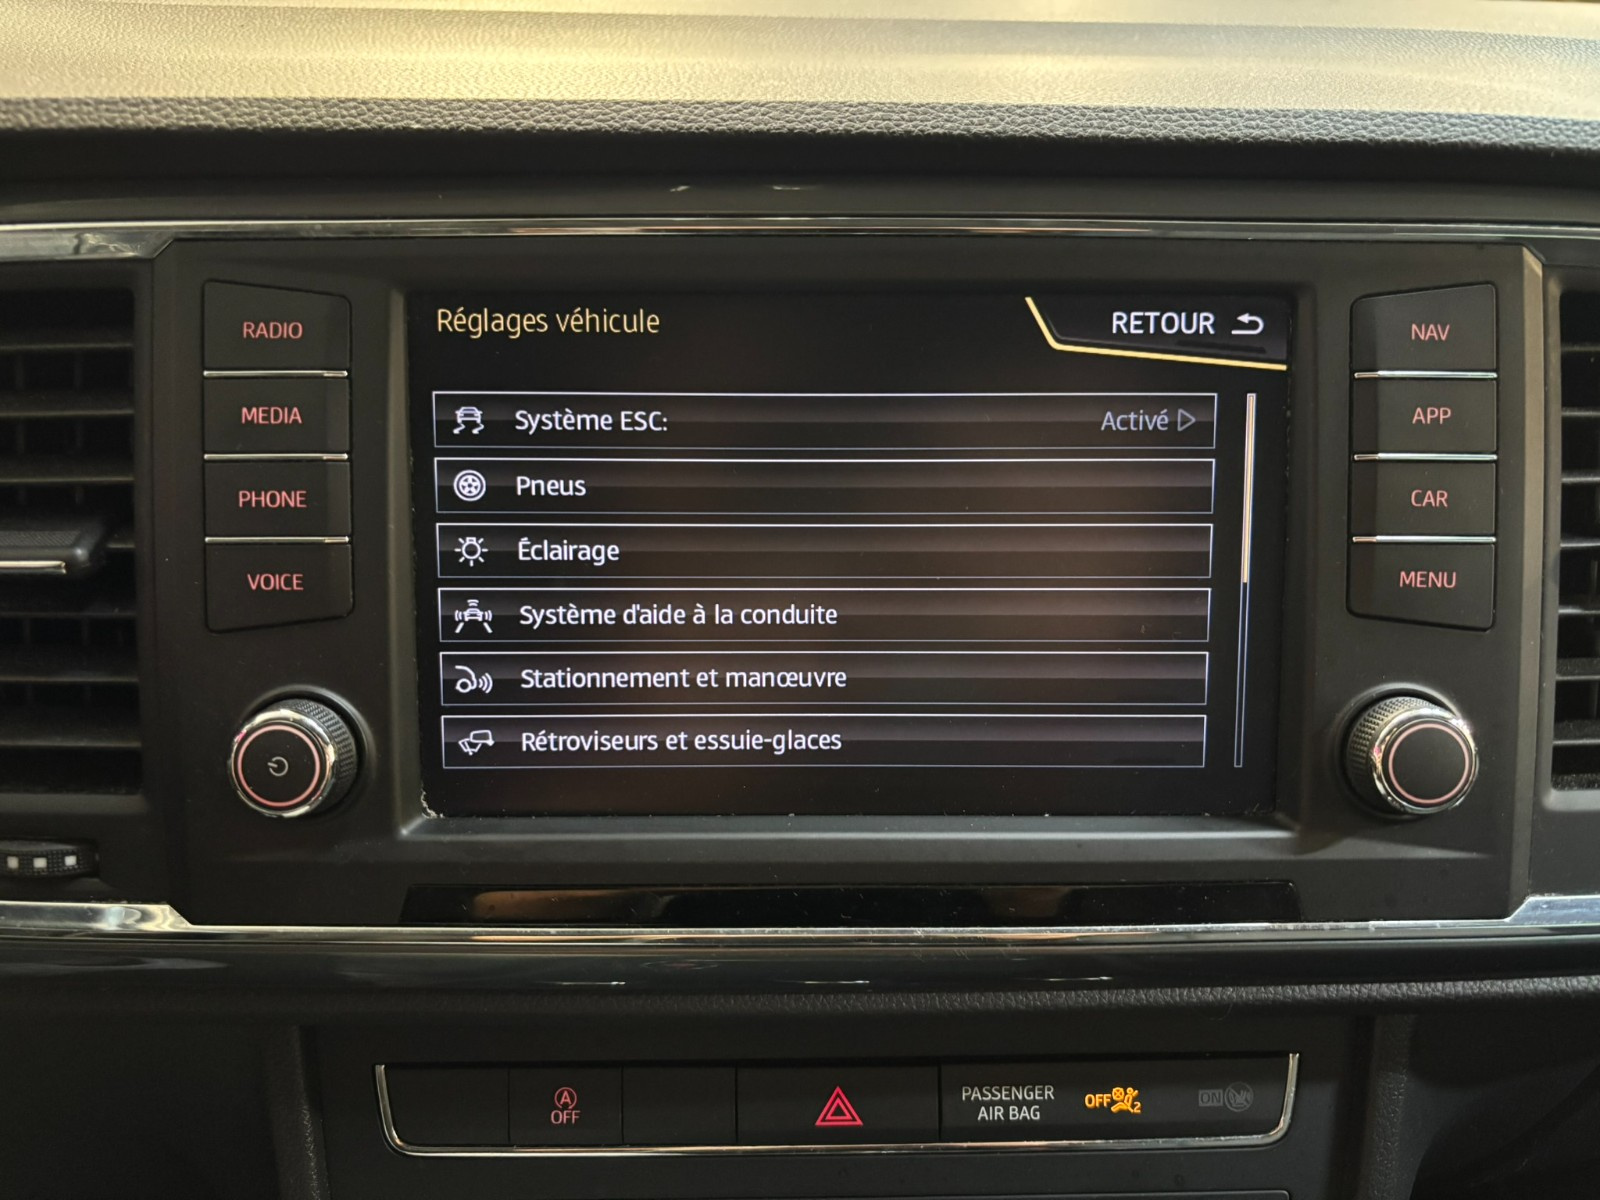 Réglages véhicule
RETOUR
RADIO
MEDIA
PHONE
VOICE
Système ESC:
Activé
Pneus
Éclairage
Système d'aide à la conduite
Stationnement et manœuvre
Rétroviseurs et essuie-glaces
NAV
APP
CAR
MENU
A
OFF
PASSENGER
AIR BAG
OFF
2
ON